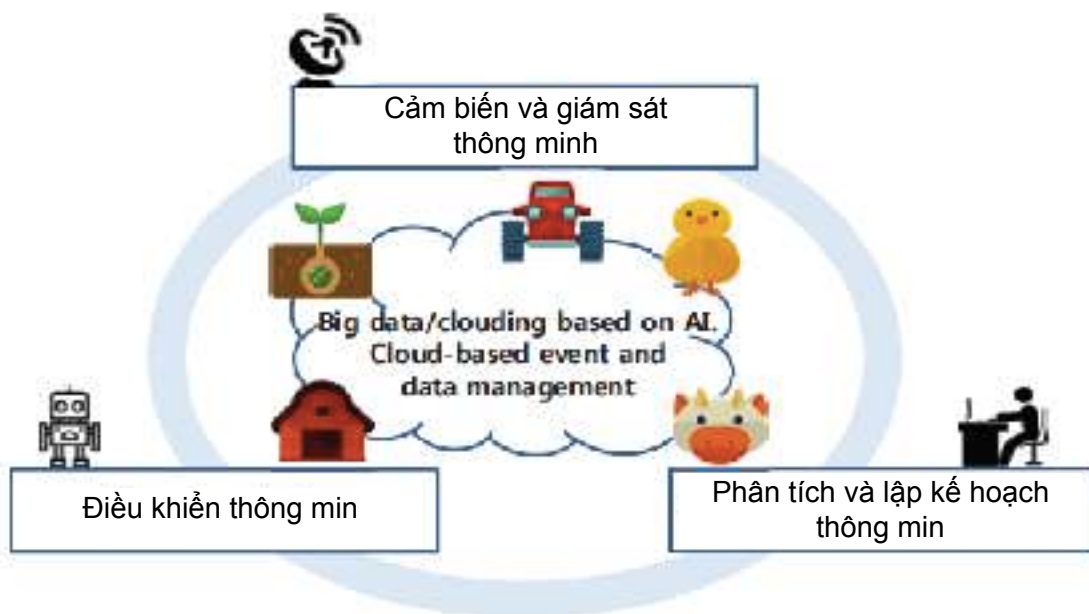 Cảm biến và giám sát
thông minh
Big data/clouding based on AI.
Cloud-based event and
data management
Điều khiển thông min
Phân tích và lập kế hoạch
thông min